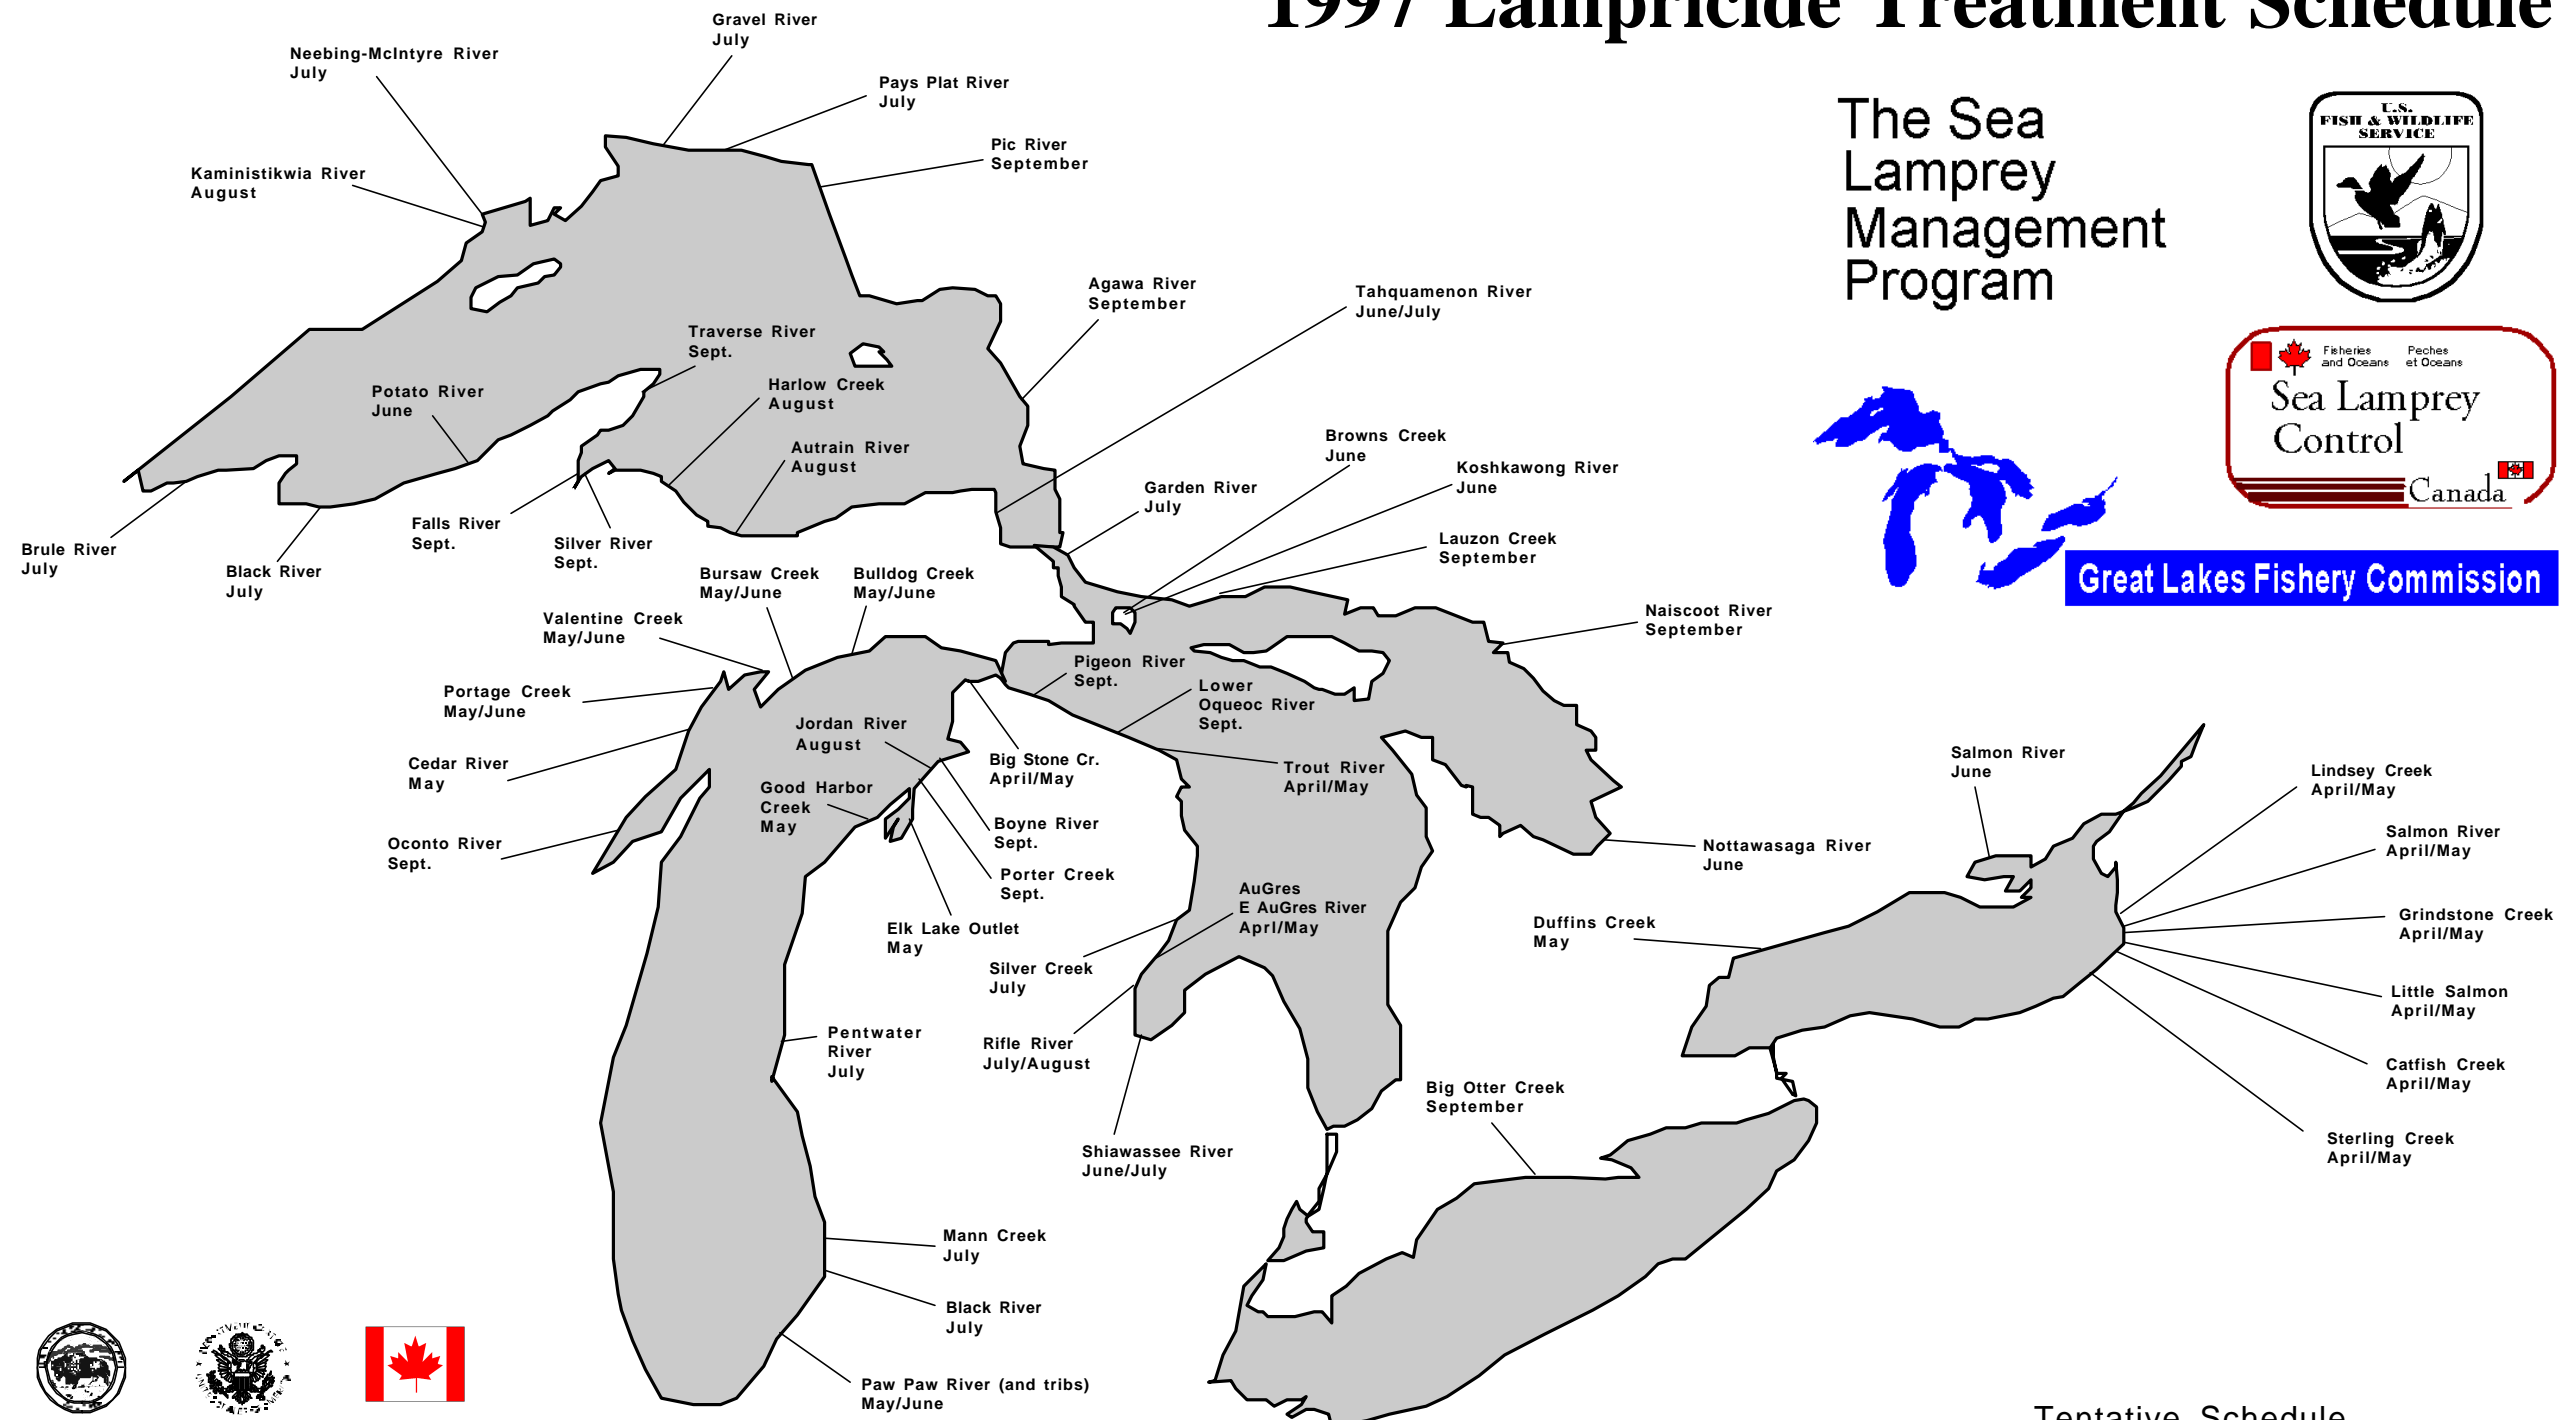 1997 Lampricide Treatment Schedule
Gravel River
July
Neebing-McIntyre River
July
Pays Plat River
July
Pic River
September
Kaministikwia River
August
The Sea
Lamprey
Management
Program
U.S.
FISH & WILDLIFE
SERVICE
Agawa River
September
Tahquamenon River
June/July
Traverse River
Sept.
Fisheries
and Oceans
Peches
et Oceans
Sea Lamprey
Control
Canada
Potato River
June
Harlow Creek
August
Autrain River
August
Browns Creek
June
Koshkawong River
June
Garden River
July
Falls River
Sept.
Silver River
Sept.
Brule River
July
Black River
July
Lauzon Creek
September
Great Lakes Fishery Commission
Bursaw Creek
May/June
Bulldog Creek
May/June
Valentine Creek
May/June
Naiscoot River
September
Pigeon River
Sept.
Lower
Oqueoc River
Sept.
Portage Creek
May/June
Jordan River
August
Cedar River
May
Big Stone Cr.
April/May
Trout River
April/May
Salmon River
June
Lindsey Creek
April/May
Good Harbor
Creek
May
Boyne River
Sept.
Oconto River
Sept.
Nottawasaga River
June
Salmon River
April/May
Porter Creek
Sept.
AuGres
E AuGres River
Aprl/May
Elk Lake Outlet
May
Duffins Creek
May
Grindstone Creek
April/May
Silver Creek
July
Little Salmon
April/May
Pentwater
River
July
Rifle River
July/August
Catfish Creek
April/May
Big Otter Creek
September
Shiawassee River
June/July
Sterling Creek
April/May
Mann Creek
July
Black River
July
Paw Paw River (and tribs)
May/June
Tentative Schedule